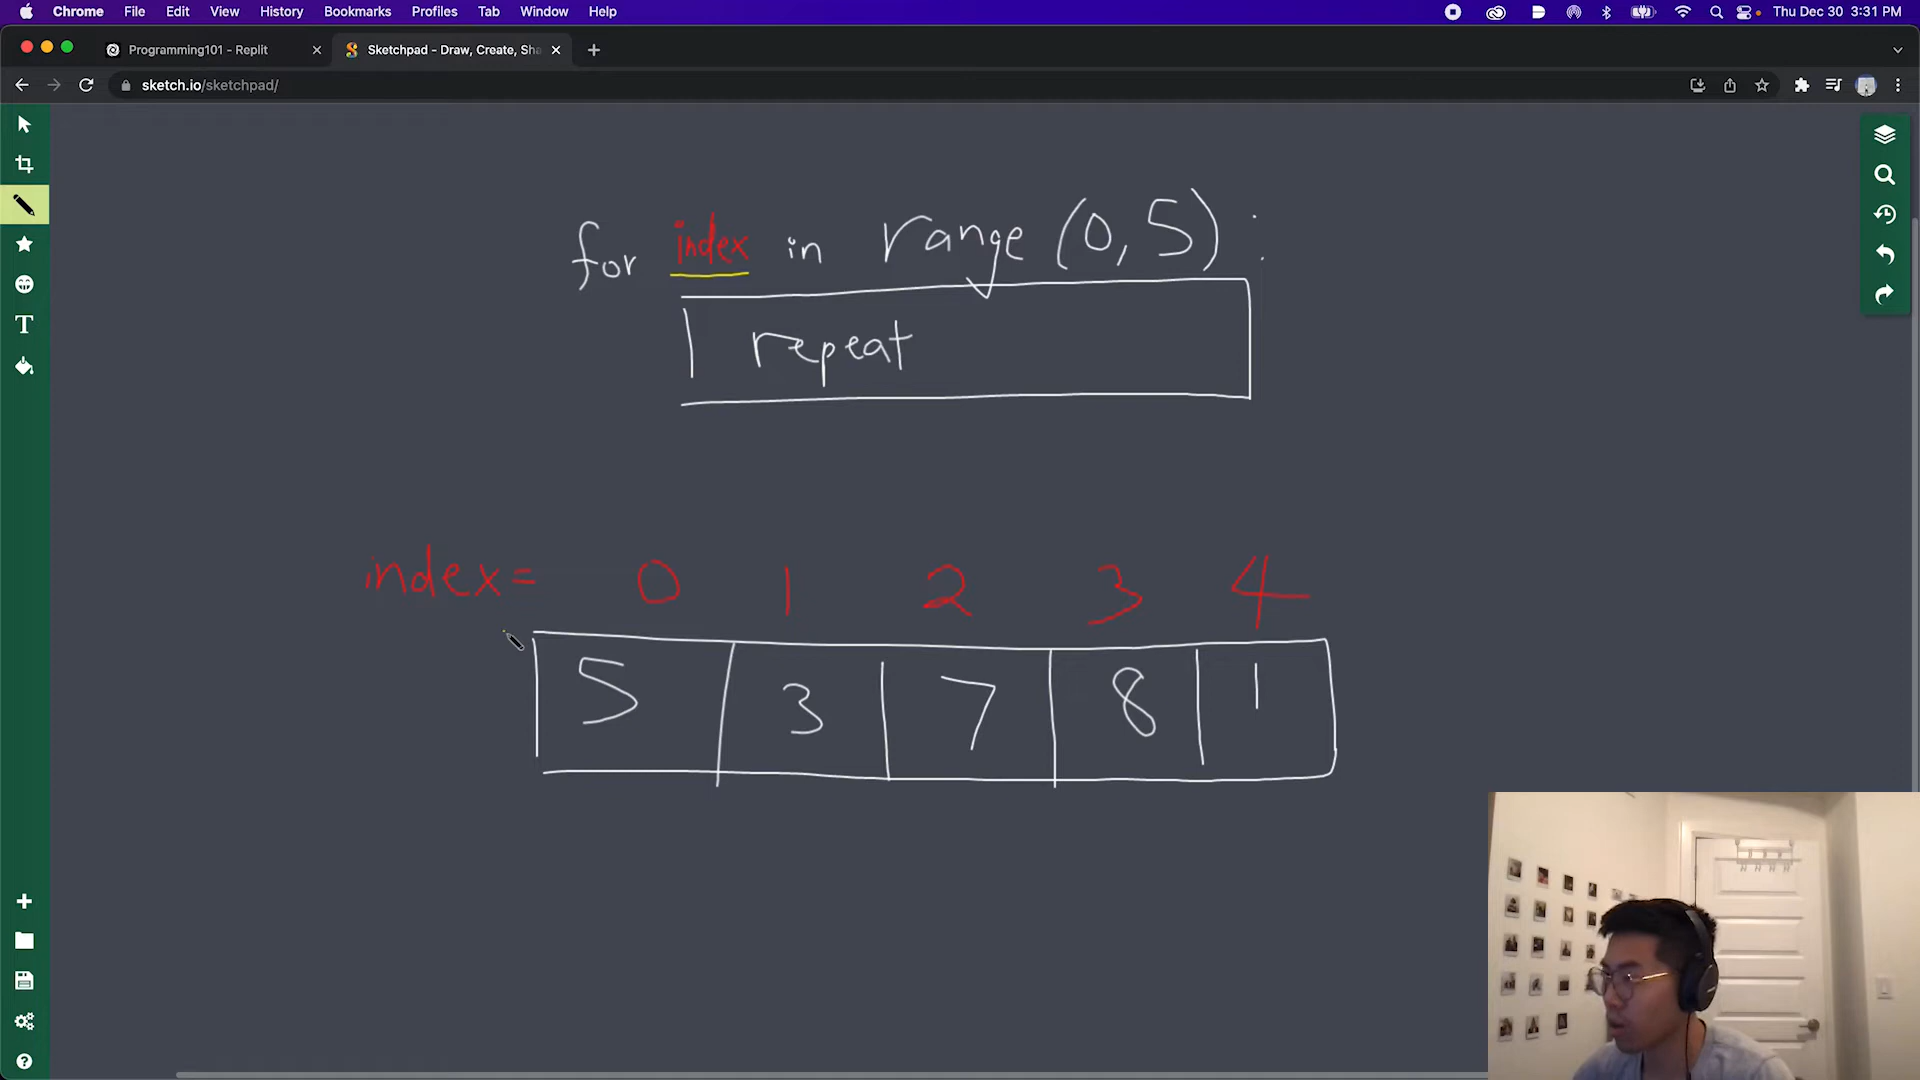 Chrome File Edit View History Bookmarks Profiles Tab Window Help Thu Dec 30 3:31 PM
Programming101 - Replit Sketchpad - Draw, Create, Sha
sketch.io/sketchpad/
for index in range (0, 5) :
repeat
index= 0 1 2 3 4
5 3 7 8 1